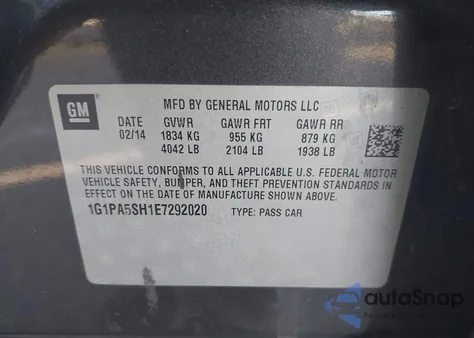 GM
MFD BY GENERAL MOTORS LLC
DATE GVWR GAWR FRT GAWR RR
02/14 1834 KG 955 KG 879 KG
4042 LB 2104 LB 1938 LB
THIS VEHICLE CONFORMS TO ALL APPLICABLE U.S. FEDERAL MOTOR
VEHICLE SAFETY, BUMPER, AND THEFT PREVENTION STANDARDS IN
EFFECT ON THE DATE OF MANUFACTURE SHOWN ABOVE.
1G1PA5SH1E7292020 TYPE: PASS CAR
autoSnap